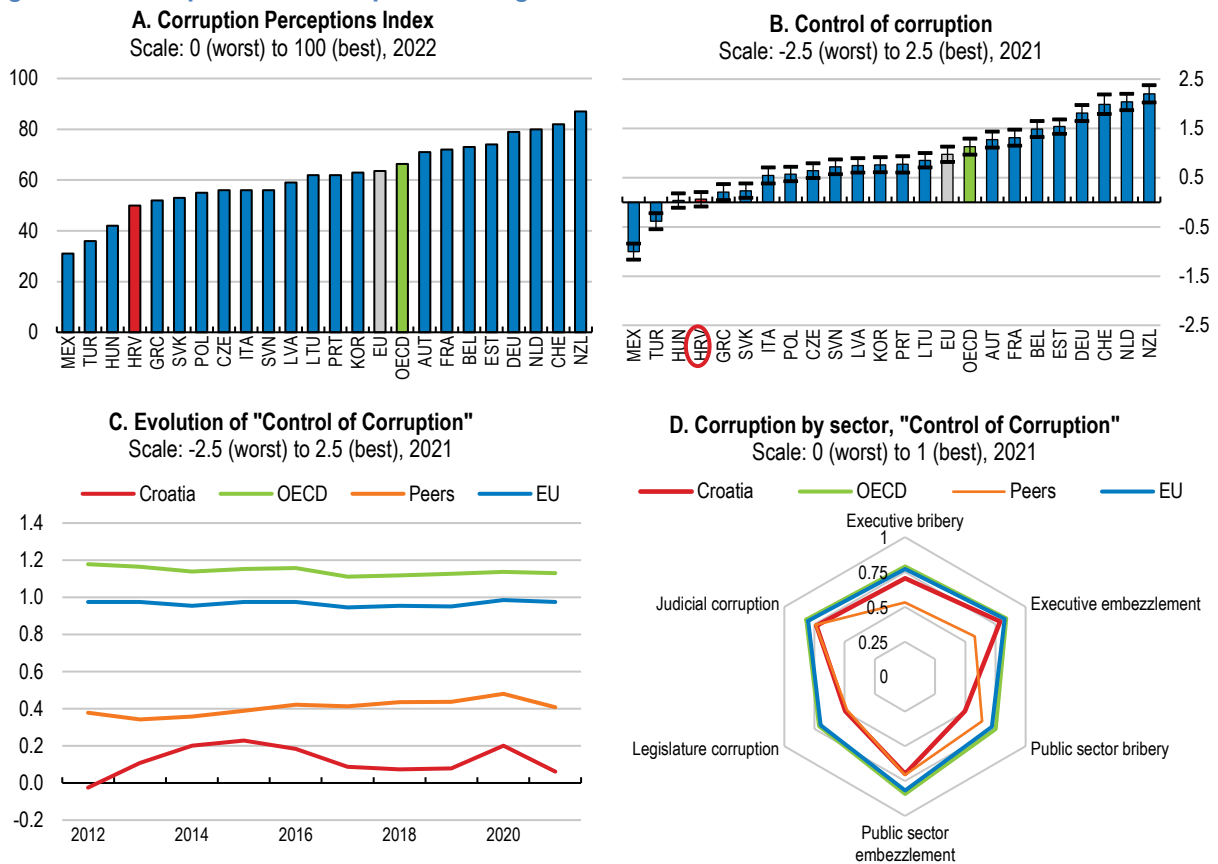 A. Corruption Perceptions Index
Scale: 0 (worst) to 100 (best), 2022
100
80
60
40
20
0
MEX
TUR
HUN
HRV
GRC
SVK
POL
CZE
ITA
SVN
LVA
LTU
PRT
KOR
EU
OECD
AUT
FRA
BEL
EST
DEU
NLD
CHE
NZL
B. Control of corruption
Scale: -2.5 (worst) to 2.5 (best), 2021
2.5
1.5
0.5
-0.5
-1.5
-2.5
MEX
TUR
HUN
HRV
GRC
SVK
ITA
POL
CZE
SVN
LVA
KOR
PRT
LTU
EU
OECD
AUT
FRA
BEL
EST
DEU
CHE
NLD
NZL
C. Evolution of "Control of Corruption"
Scale: -2.5 (worst) to 2.5 (best), 2021
Croatia
OECD
Peers
EU
1.4
1.2
1.0
0.8
0.6
0.4
0.2
0.0
-0.2
2012
2014
2016
2018
2020
D. Corruption by sector, "Control of Corruption"
Scale: 0 (worst) to 1 (best), 2021
Croatia
OECD
Peers
EU
Executive bribery
1
0.75
0.5
0.25
0
Judicial corruption
Executive embezzlement
Legislature corruption
Public sector bribery
Public sector
embezzlement